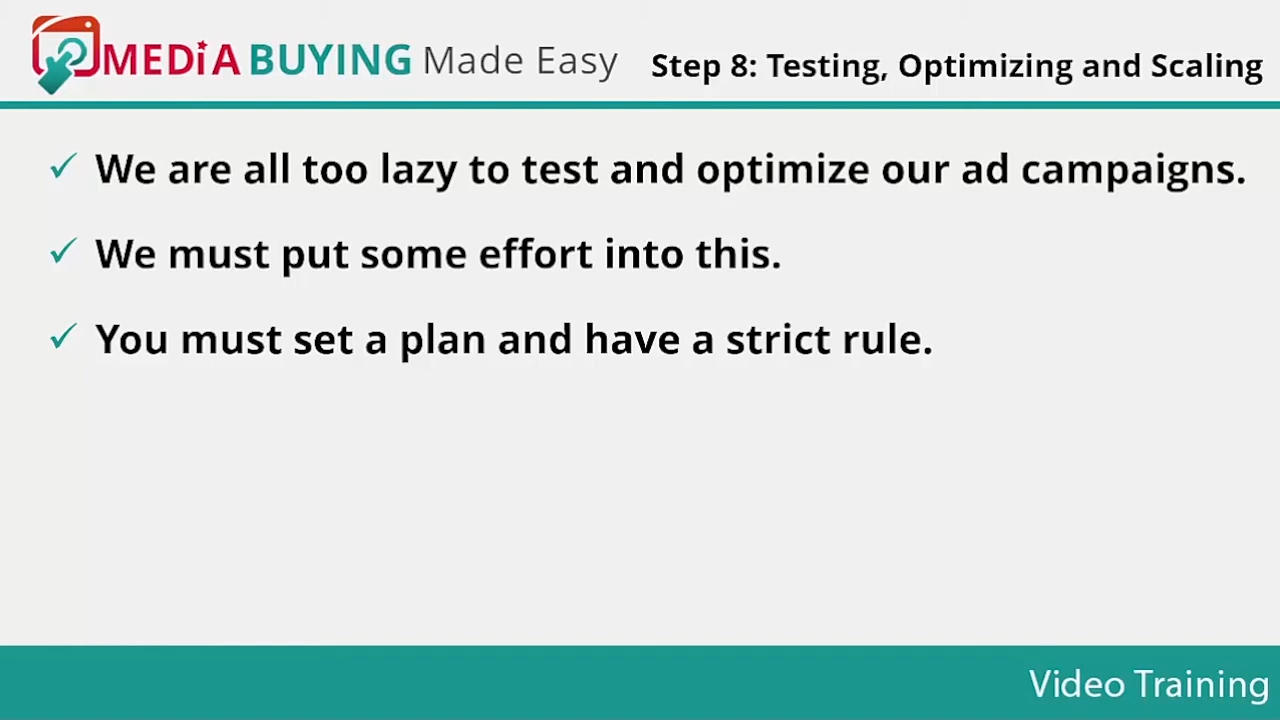 MEDiA BUYING Made Easy
Step 8: Testing, Optimizing and Scaling
✓ We are all too lazy to test and optimize our ad campaigns.
✓ We must put some effort into this.
✓ You must set a plan and have a strict rule.
Video Training